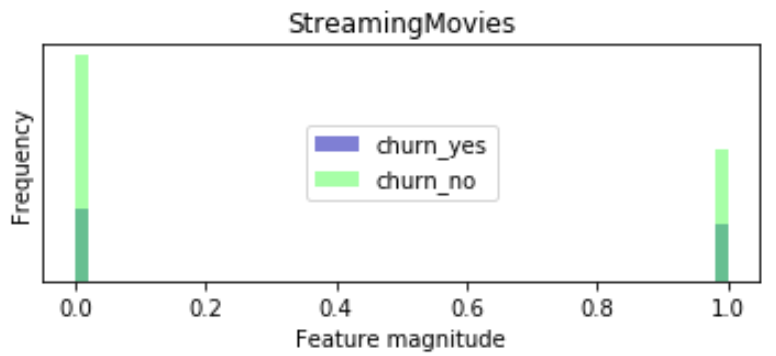 StreamingMovies
Frequency
churn_yes
churn_no
0.0 0.2 0.4 0.6 0.8 1.0
Feature magnitude